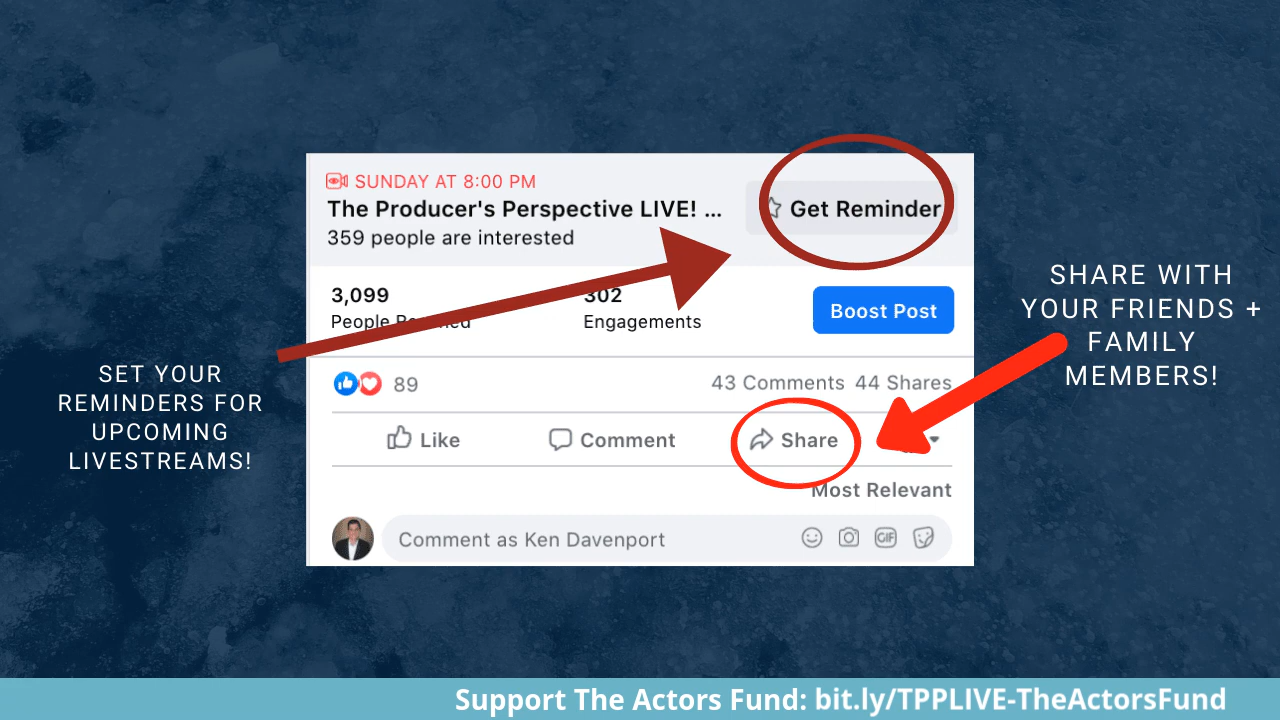 SUNDAY AT 8:00 PM
The Producer's Perspective LIVE! ...
359 people are interested
Get Reminder
3,099
People Reached
302
Engagements
Boost Post
SET YOUR
REMINDERS FOR
UPCOMING
LIVESTREAMS!
SHARE WITH
YOUR FRIENDS +
FAMILY
MEMBERS!
89
43 Comments 44 Shares
Like
Comment
Share
Most Relevant
Comment as Ken Davenport
GIF
Support The Actors Fund: bit.ly/TPPLIVE-TheActorsFund